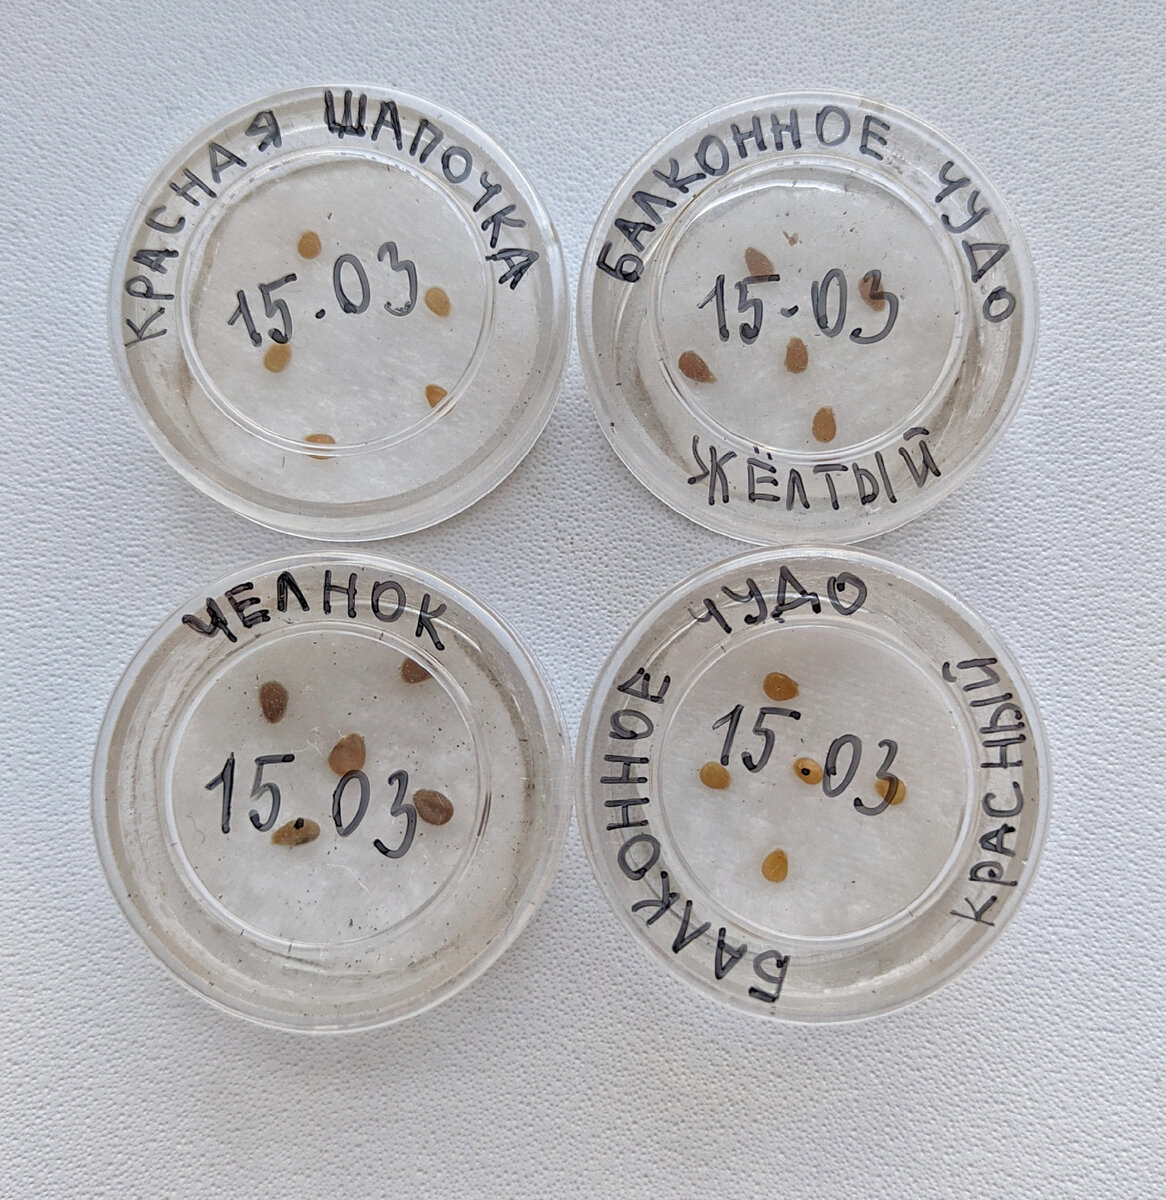 КРАСНАЯ ШАПОЧКА
15.03
БАЛКОННОЕ ЧУДО
15.03
ЖЁЛТЫЙ
ЧЕЛНОК
15.03
БАЛКОННОЕ ЧУДО КРАСНЫЙ
15.03